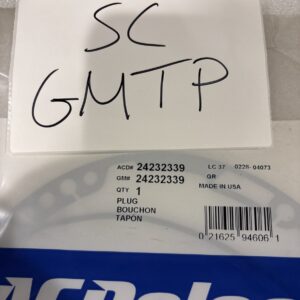 SC
GMTP
ACD# 24232339 LC 37 0226-04073
GM# 24232339 GR
QTY 1 MADE IN USA
PLUG
BOUCHON
TAPON
0 21625 94606 1
ACDelco